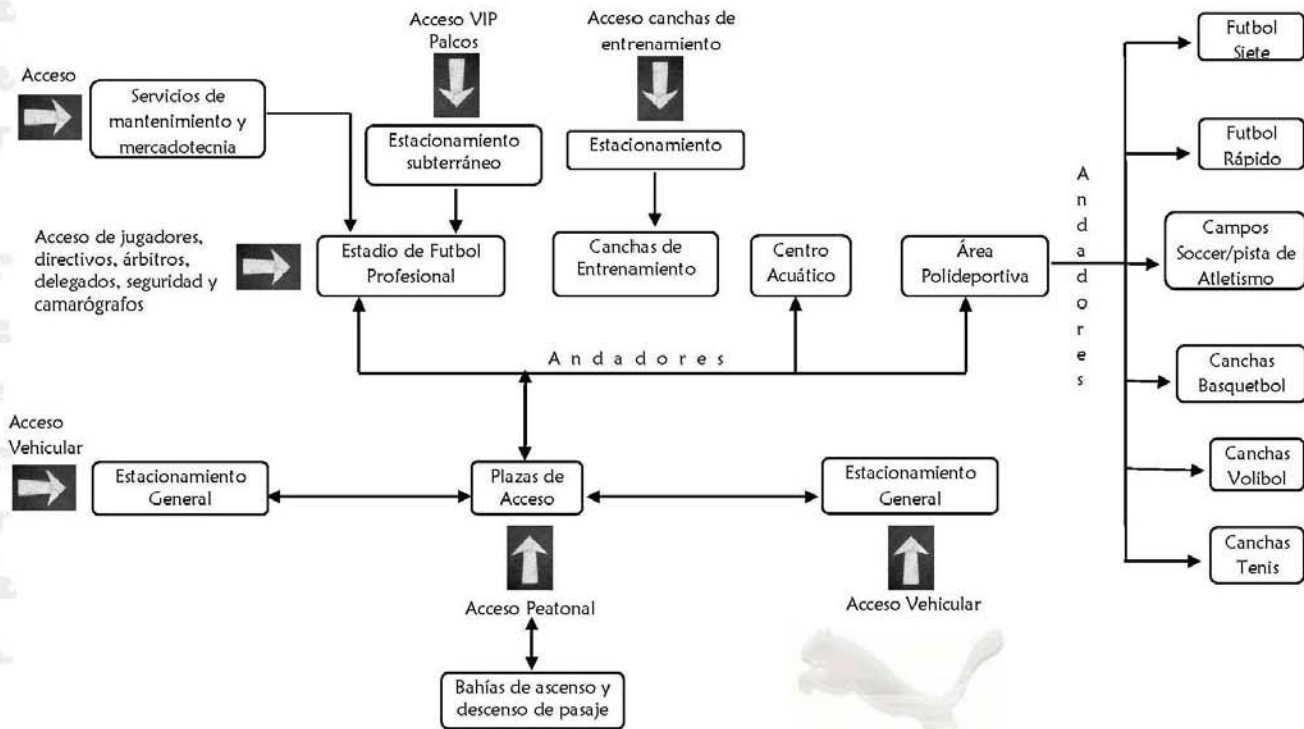 Acceso VIP
Palcos
Acceso canchas de
entrenamiento
Futbol
Siete
Acceso
Servicios de
mantenimiento y
mercadotecnia
Estacionamiento
subterráneo
Estacionamiento
Futbol
Rápido
Andadores
Acceso de jugadores,
directivos, árbitros,
delegados, seguridad y
camarógrafos
Estadio de Futbol
Profesional
Canchas de
Entrenamiento
Centro
Acuático
Área
Polideportiva
Campos
Soccer/pista de
Atletismo
Andadores
Canchas
Basquetbol
Acceso
Vehicular
Estacionamiento
General
Plazas de
Acceso
Estacionamiento
General
Canchas
Volibol
Canchas
Tenis
Acceso Peatonal
Acceso Vehicular
Bahías de ascenso y
descenso de pasaje